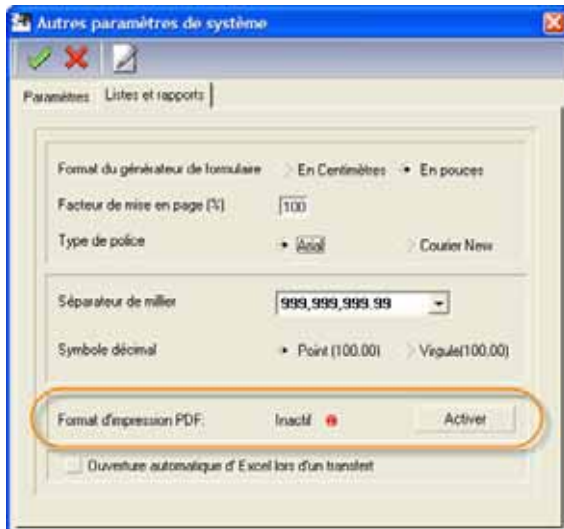 Autres paramètres de système
Paramètres Listes et rapports
Format du générateur de formulaire En Centimètres En pouces
Facteur de mise en page (%) 100
Type de police Arial Courier New
Séparateur de millier 999,999,999.99
Symbole décimal Point (100.00) Virgule(100.00)
Format d'impression PDF: Inactif Activer
Ouverture automatique d' Excel lors d'un transfert